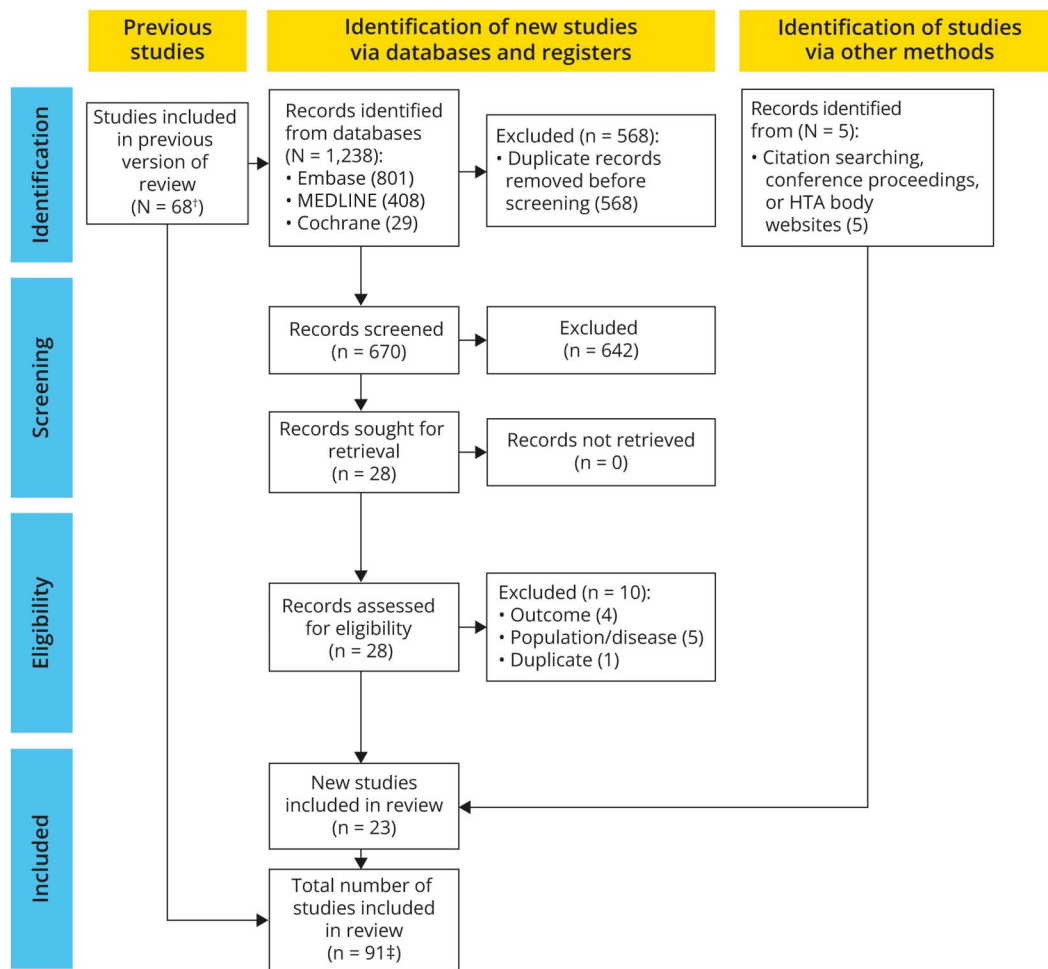 Previous
studies
Identification of new studies
via databases and registers
Identification of studies
via other methods
Identification
Studies included
in previous
version of
review
(N = 68†)
Records identified
from databases
(N = 1,238):
• Embase (801)
• MEDLINE (408)
• Cochrane (29)
Excluded (n = 568):
• Duplicate records
removed before
screening (568)
Records identified
from (N = 5):
• Citation searching,
conference proceedings,
or HTA body
websites (5)
Screening
Records screened
(n = 670)
Excluded
(n = 642)
Records sought for
retrieval
(n = 28)
Records not retrieved
(n = 0)
Eligibility
Records assessed
for eligibility
(n = 28)
Excluded (n = 10):
• Outcome (4)
• Population/disease (5)
• Duplicate (1)
Included
New studies
included in review
(n = 23)
Total number of
studies included
in review
(n = 91‡)